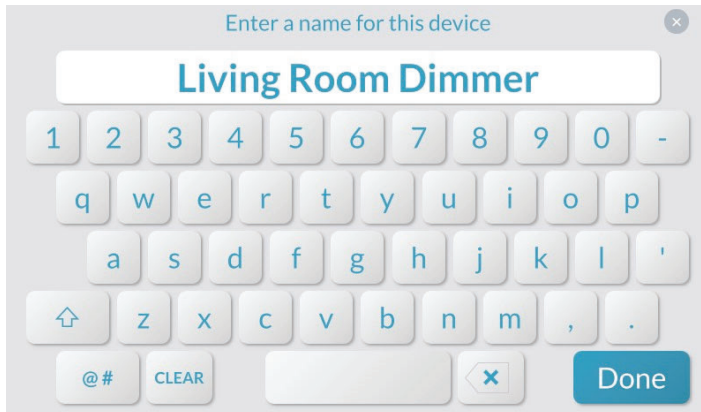 Enter a name for this device
Living Room Dimmer
1 2 3 4 5 6 7 8 9 0 -
q w e r t y u i o p
a s d f g h j k l '
z x c v b n m , .
@# CLEAR Done